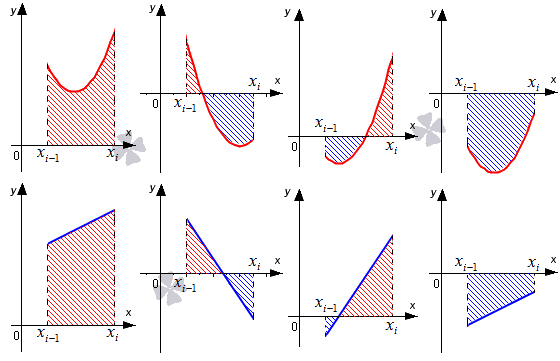 y y y y
x_i x_{i-1} x_i x
x
0 x_{i-1}
x_{i-1} x
0
x
0 x_{i-1} x_i 0 x_i
y y y y
x_i x x_{i-1} x_i x
0 x_{i-1}
x
x_{i-1} x
0 x_{i-1} x_i 0 x_i 0